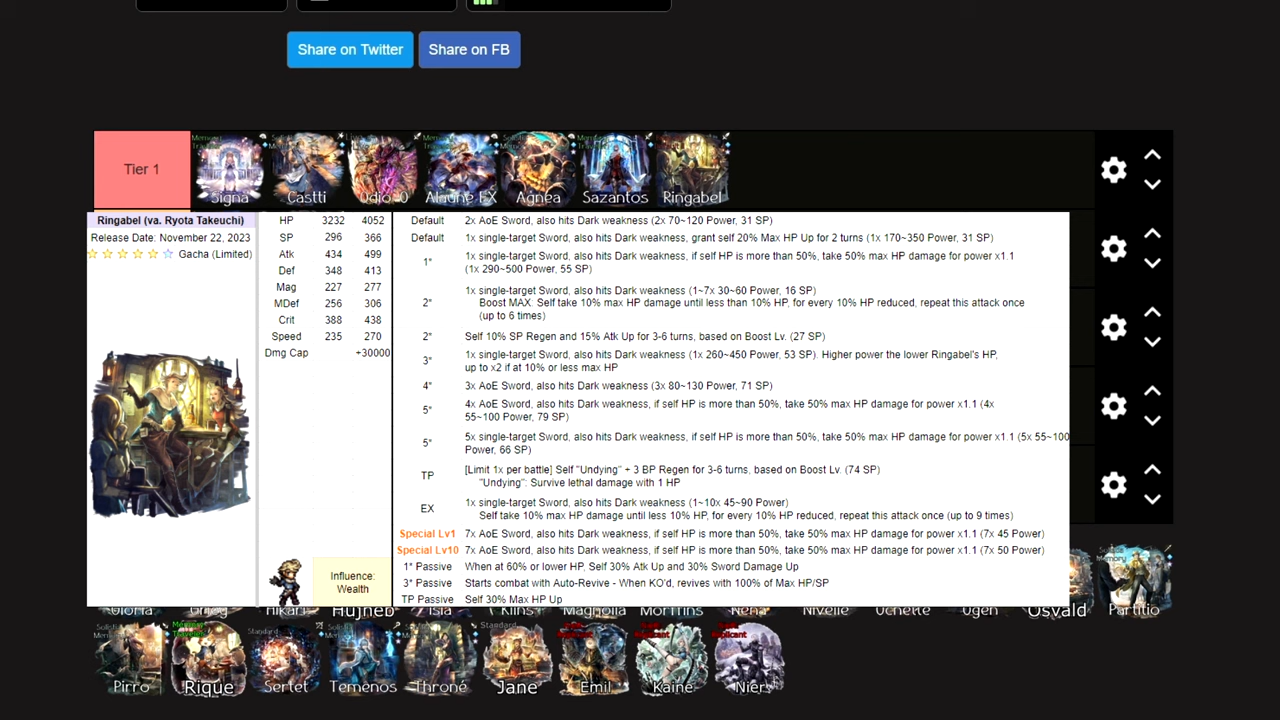 Share on Twitter
Share on FB
Tier 1
Signa
Castti
Odio O
Alaune EX
Agnea
Sazantos
Ringabel
Ringabel (va. Ryota Takeuchi)
Release Date: November 22, 2023
Gacha (Limited)
HP 3232 4052
SP 296 366
Atk 434 499
Def 348 413
Mag 227 277
MDef 256 306
Crit 388 438
Speed 235 270
Dmg Cap +30000
Influence:
Wealth
Default 2x AoE Sword, also hits Dark weakness (2x 70~120 Power, 31 SP)
Default 1x single-target Sword, also hits Dark weakness, grant self 20% Max HP Up for 2 turns (1x 170~350 Power, 31 SP)
1* 1x single-target Sword, also hits Dark weakness, if self HP is more than 50%, take 50% max HP damage for power x1.1
(1x 290~500 Power, 55 SP)
2* 1x single-target Sword, also hits Dark weakness (1~7x 30~60 Power, 16 SP)
Boost MAX: Self take 10% max HP damage until less than 10% HP, for every 10% HP reduced, repeat this attack once
(up to 6 times)
2* Self 10% SP Regen and 15% Atk Up for 3-6 turns, based on Boost Lv. (27 SP)
3* 1x single-target Sword, also hits Dark weakness (1x 260~450 Power, 53 SP). Higher power the lower Ringabel's HP,
up to x2 if at 10% or less max HP
4* 3x AoE Sword, also hits Dark weakness (3x 80~130 Power, 71 SP)
5* 4x AoE Sword, also hits Dark weakness, if self HP is more than 50%, take 50% max HP damage for power x1.1 (4x
55~100 Power, 79 SP)
5* 5x single-target Sword, also hits Dark weakness, if self HP is more than 50%, take 50% max HP damage for power x1.1 (5x 55~100
Power, 66 SP)
TP [Limit 1x per battle] Self "Undying" + 3 BP Regen for 3-6 turns, based on Boost Lv. (74 SP)
"Undying": Survive lethal damage with 1 HP
EX 1x single-target Sword, also hits Dark weakness (1~10x 45~90 Power)
Self take 10% max HP damage until less 10% HP, for every 10% HP reduced, repeat this attack once (up to 9 times)
Special Lv1 7x AoE Sword, also hits Dark weakness, if self HP is more than 50%, take 50% max HP damage for power x1.1 (7x 45 Power)
Special Lv10 7x AoE Sword, also hits Dark weakness, if self HP is more than 50%, take 50% max HP damage for power x1.1 (7x 50 Power)
1* Passive When at 60% or lower HP, Self 30% Atk Up and 30% Sword Damage Up
3* Passive Starts combat with Auto-Revive - When KO'd, revives with 100% of Max HP/SP
TP Passive Self 30% Max HP Up
Gloria
Hikari
Hujneb
Isla
Kilns
Magnolia
Morrtins
Nena
Nivelle
Ochette
Ogen
Osvald
Partitio
Pirro
Rique
Sertet
Temenos
Throné
Jane
Emil
Kaine
Niers